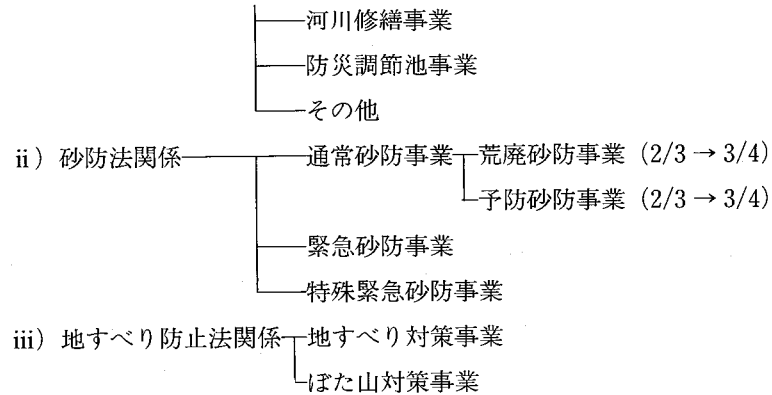 河川修繕事業
防災調節池事業
その他
ii）砂防法関係 通常砂防事業 荒廃砂防事業（2/3 → 3/4）
予防砂防事業（2/3 → 3/4）
緊急砂防事業
特殊緊急砂防事業
iii）地すべり防止法関係 地すべり対策事業
ぼた山対策事業